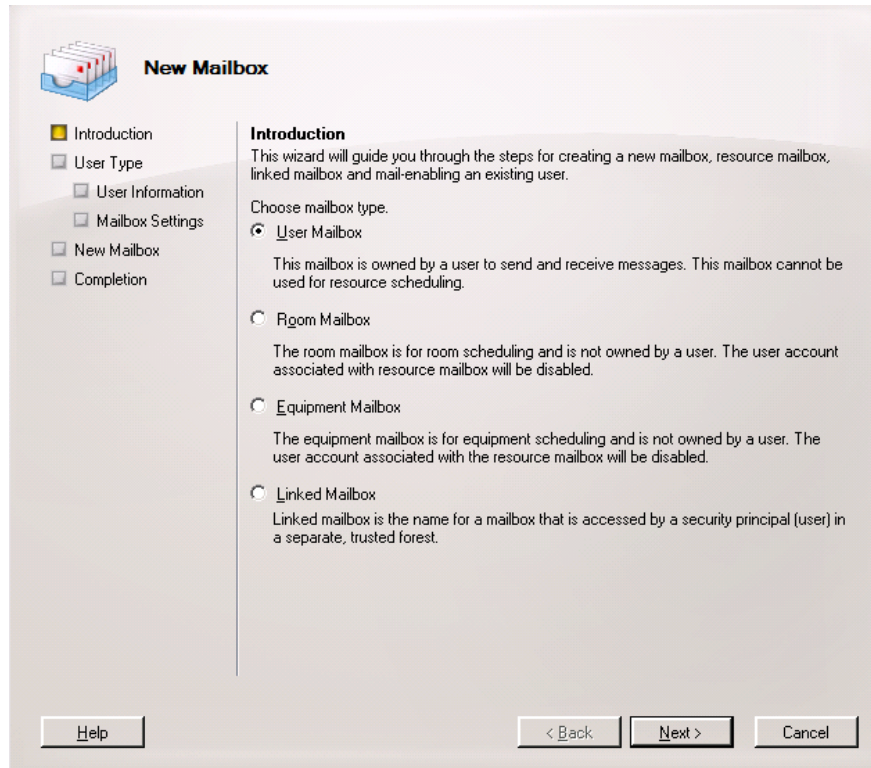 New Mailbox
Introduction
User Type
User Information
Mailbox Settings
New Mailbox
Completion
Introduction
This wizard will guide you through the steps for creating a new mailbox, resource mailbox,
linked mailbox and mail-enabling an existing user.
Choose mailbox type.
User Mailbox
This mailbox is owned by a user to send and receive messages. This mailbox cannot be
used for resource scheduling.
Room Mailbox
The room mailbox is for room scheduling and is not owned by a user. The user account
associated with resource mailbox will be disabled.
Equipment Mailbox
The equipment mailbox is for equipment scheduling and is not owned by a user. The
user account associated with the resource mailbox will be disabled.
Linked Mailbox
Linked mailbox is the name for a mailbox that is accessed by a security principal (user) in
a separate, trusted forest.
Help
< Back
Next >
Cancel